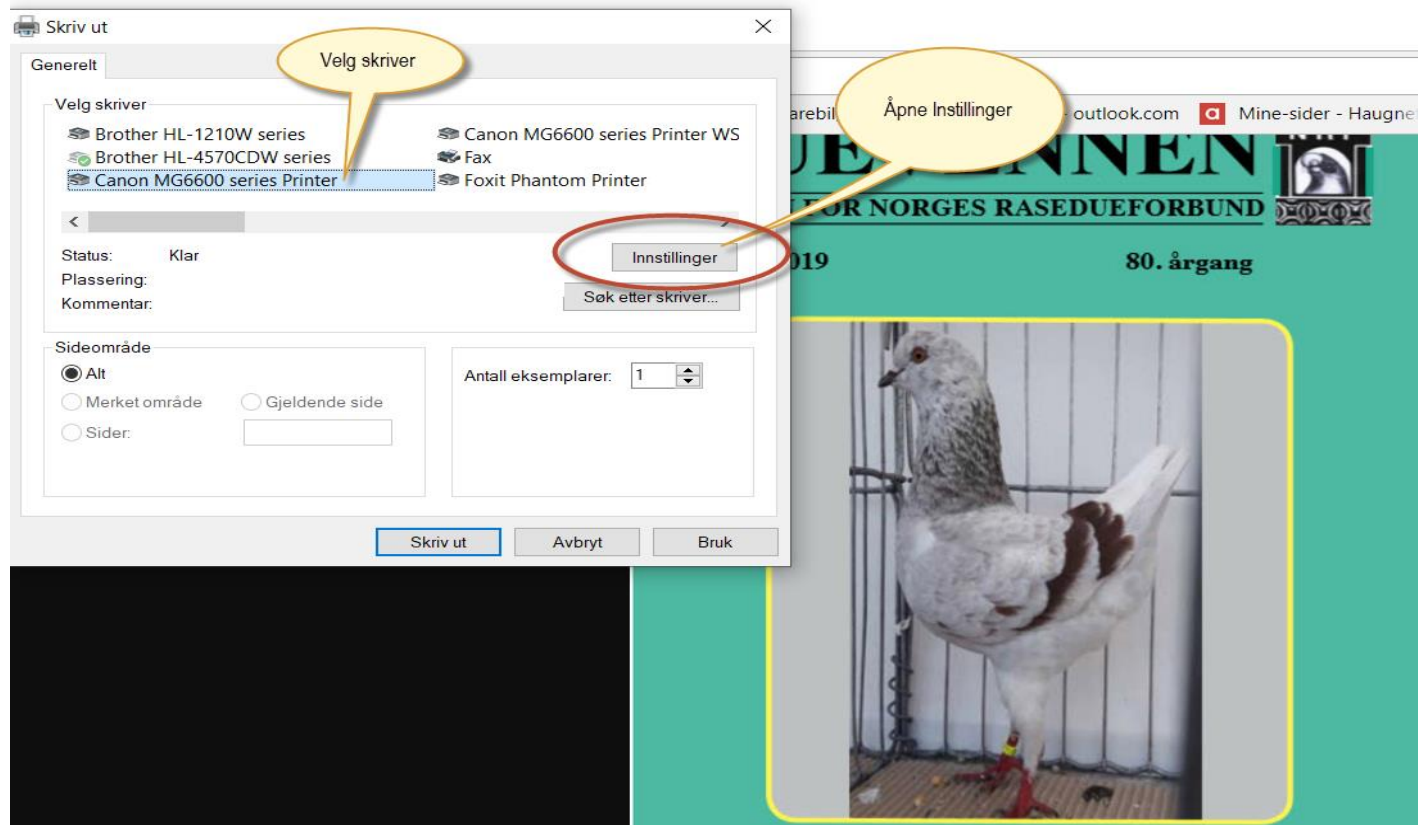 Skriv ut
Generelt
Velg skriver
Velg skriver
Brother HL-1210W series
Canon MG6600 series Printer WS
Brother HL-4570CDW series
Fax
Canon MG6600 series Printer
Foxit Phantom Printer
Status: Klar
Innstillinger
Plassering:
Kommentar:
Søk etter skriver...
Sideområde
Alt
Antall eksemplarer: 1
Merket område
Gjeldende side
Sider:
Skriv ut
Avbryt
Bruk
Åpne Instillinger
outlook.com
Mine-sider - Haugne
FOR NORGES RASEDUEFORBUND
019
80. årgang